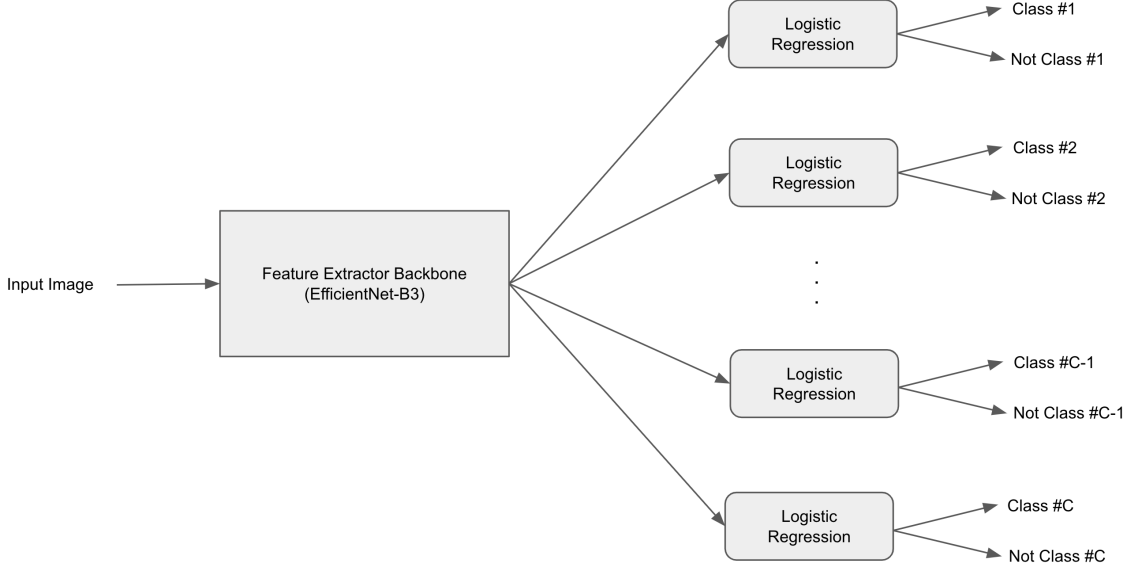 Class #1
Logistic
Regression
Not Class #1
Class #2
Logistic
Regression
Not Class #2
Input Image
Feature Extractor Backbone
(EfficientNet-B3)
.
.
.
Class #C-1
Logistic
Regression
Not Class #C-1
Class #C
Logistic
Regression
Not Class #C